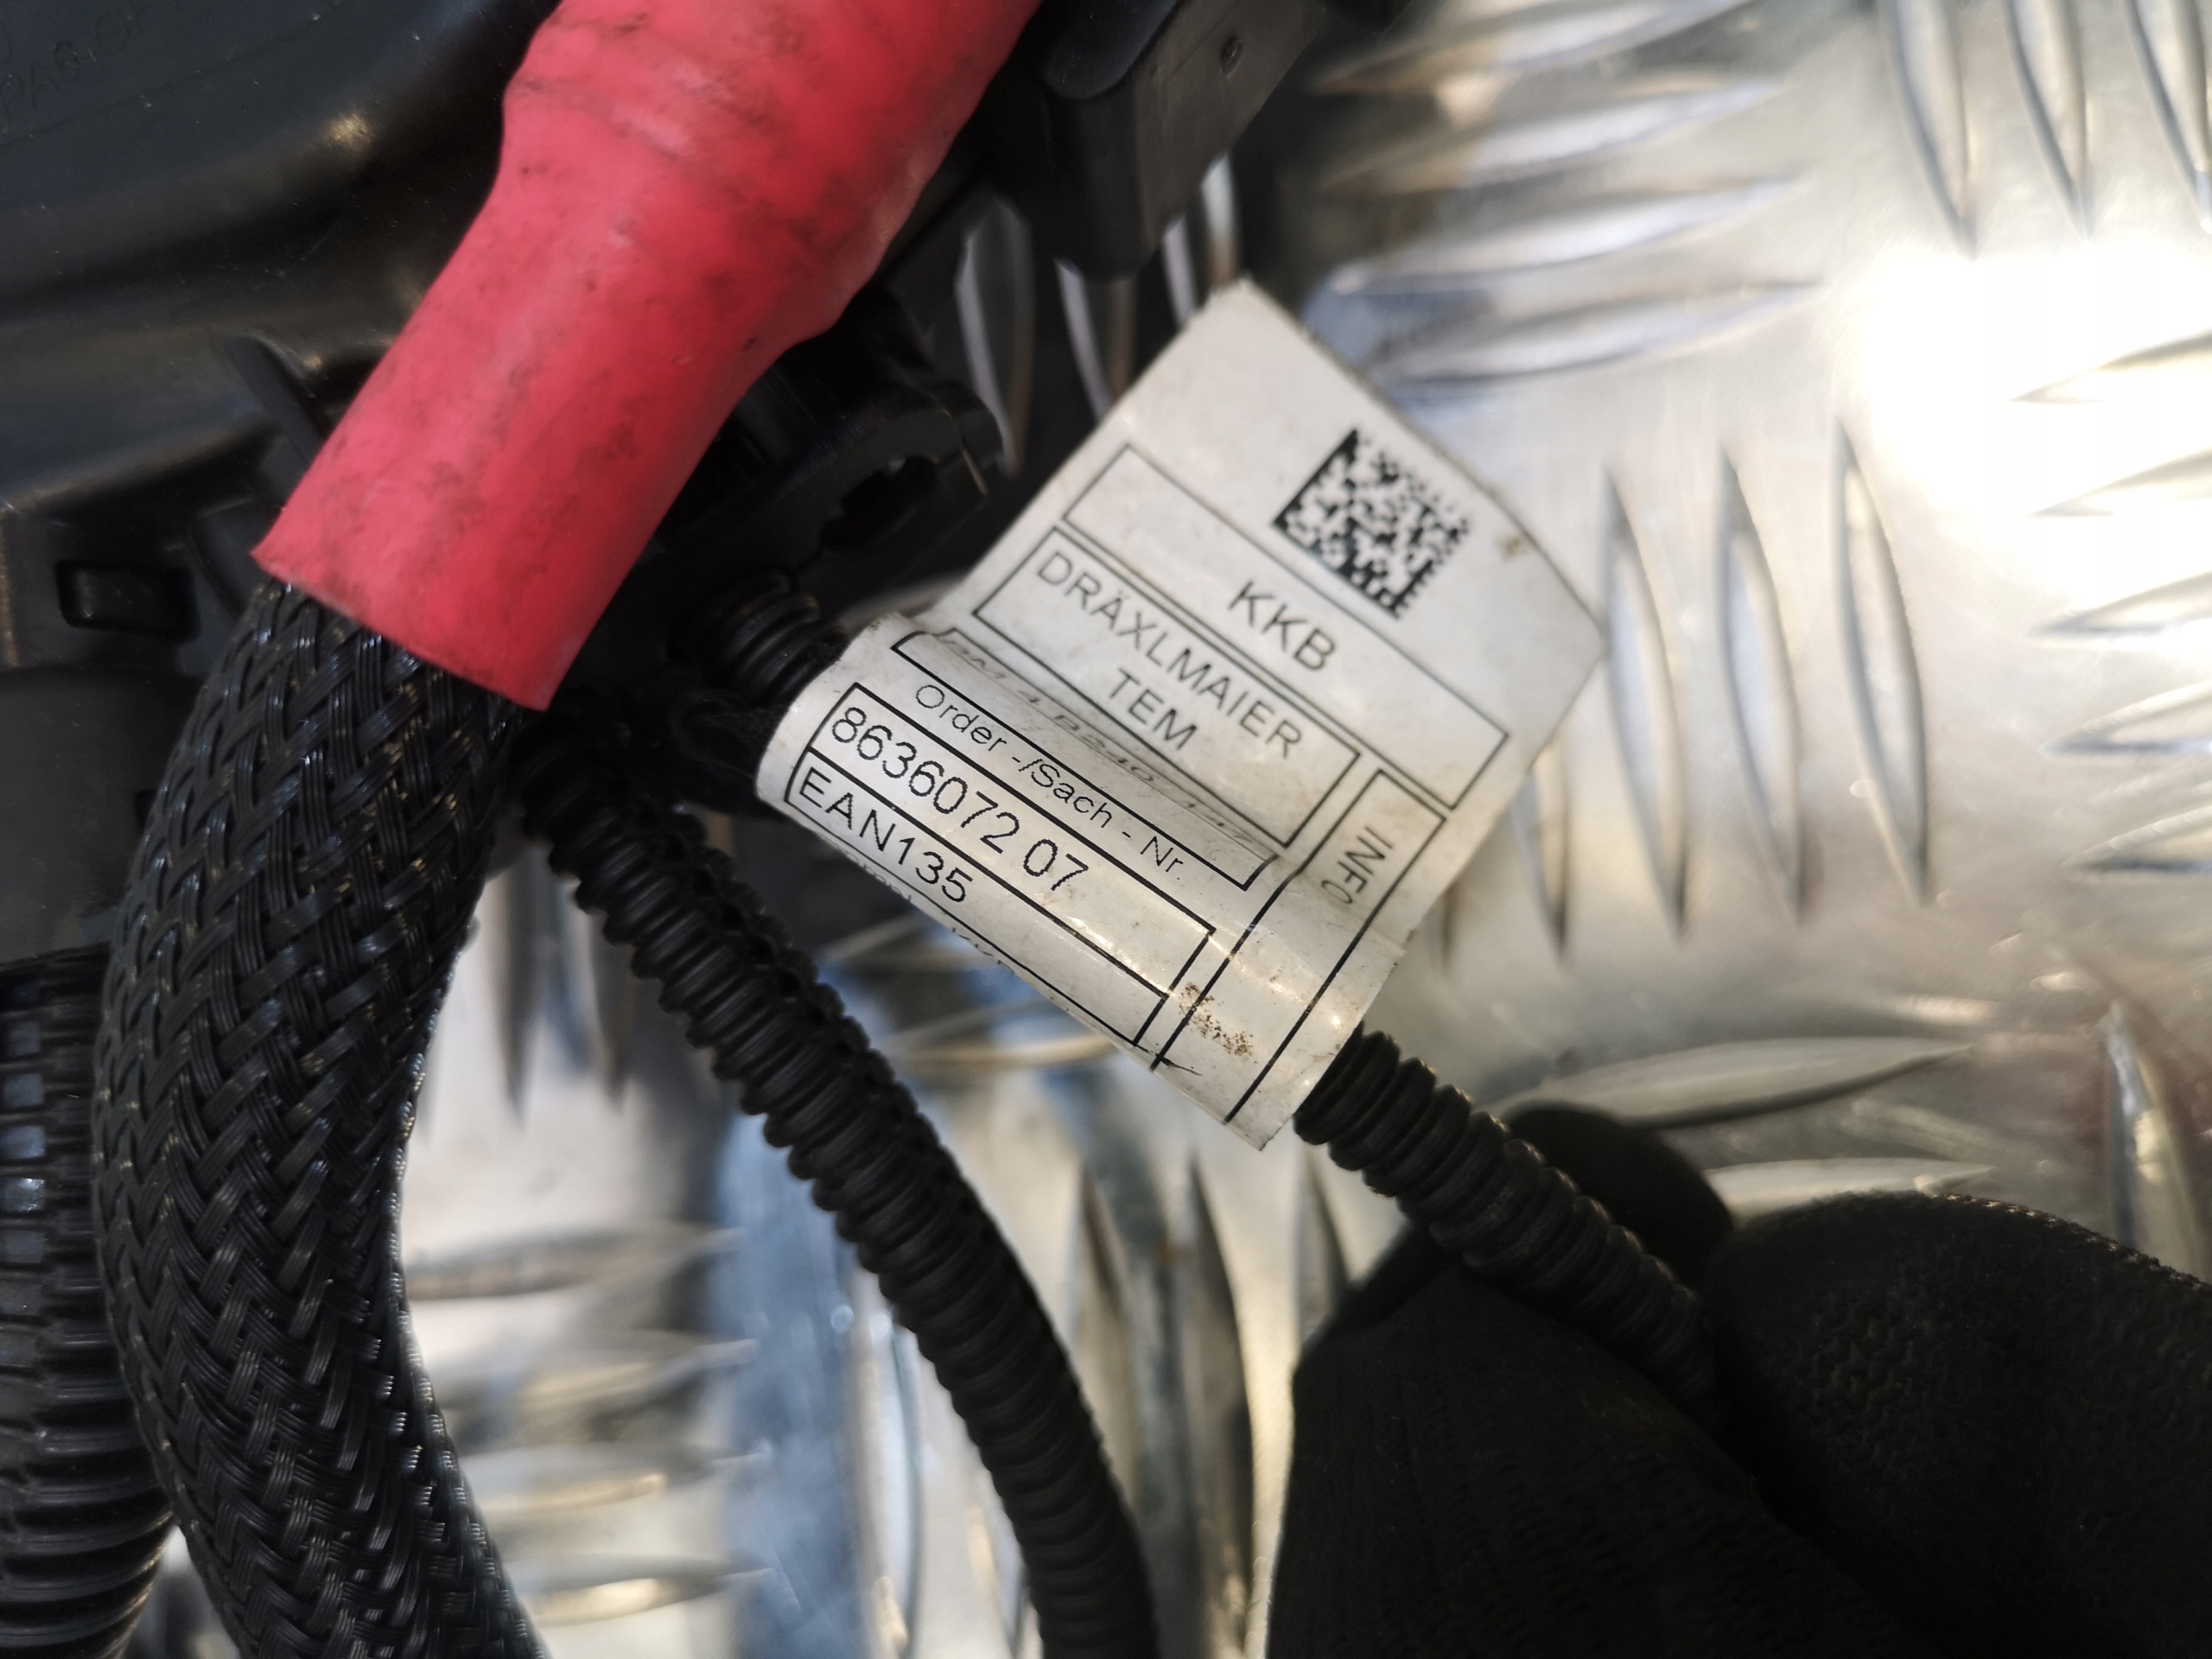 KKB
DRÄXLMAIER
TEM
INFO
Order -/Sach - Nr.
8636072 07
EAN135